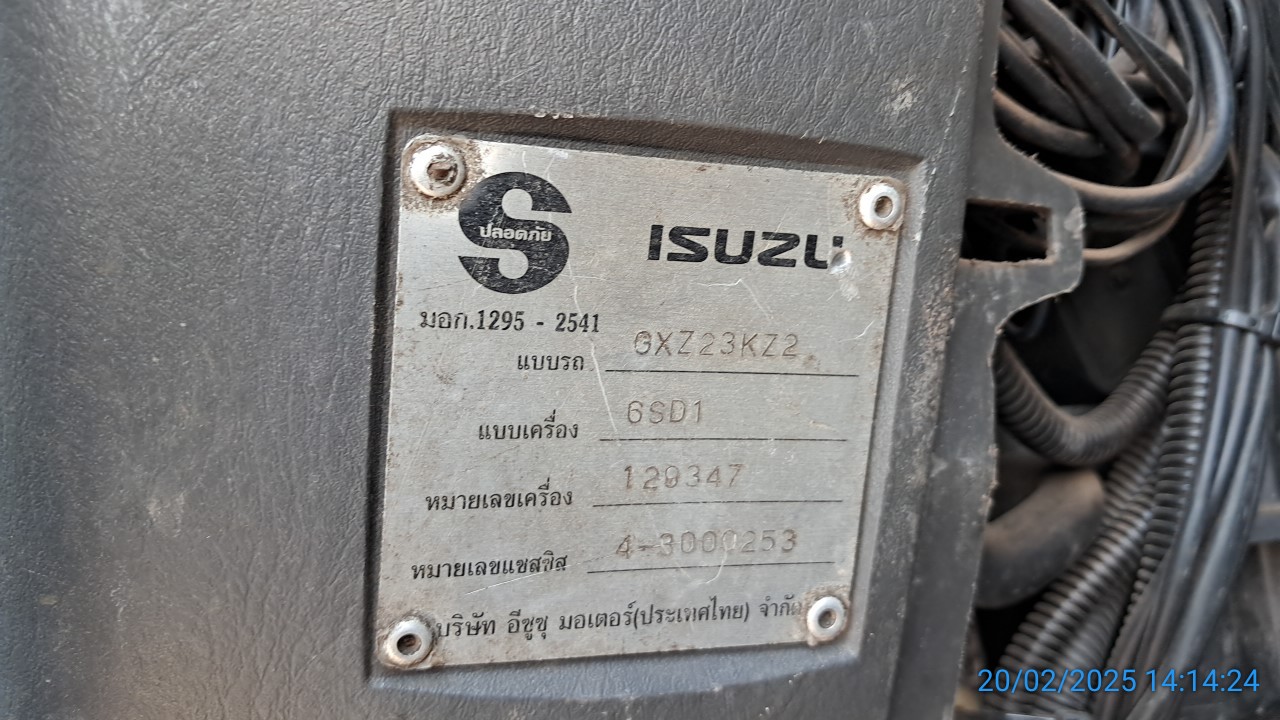 S
ปลอดภัย
ISUZU
มอก.1295 - 2541
แบบรถ GXZ23KZ2
แบบเครื่อง 6SD1
หมายเลขเครื่อง 129347
หมายเลขแชสซิส 4-3000253
บริษัท อีซูซุ มอเตอร์(ประเทศไทย) จำกัด
20/02/2025 14:14:24